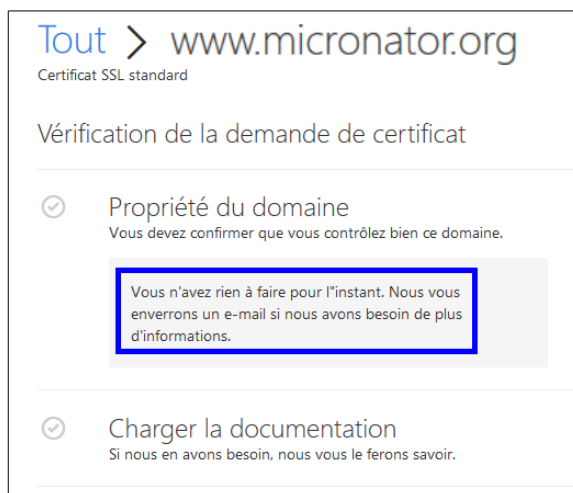 Tout > www.micronator.org
Certificat SSL standard
Vérification de la demande de certificat
Propriété du domaine
Vous devez confirmer que vous contrôlez bien ce domaine.
Vous n'avez rien à faire pour l"instant. Nous vous
enverrons un e-mail si nous avons besoin de plus
d'informations.
Charger la documentation
Si nous en avons besoin, nous vous le ferons savoir.